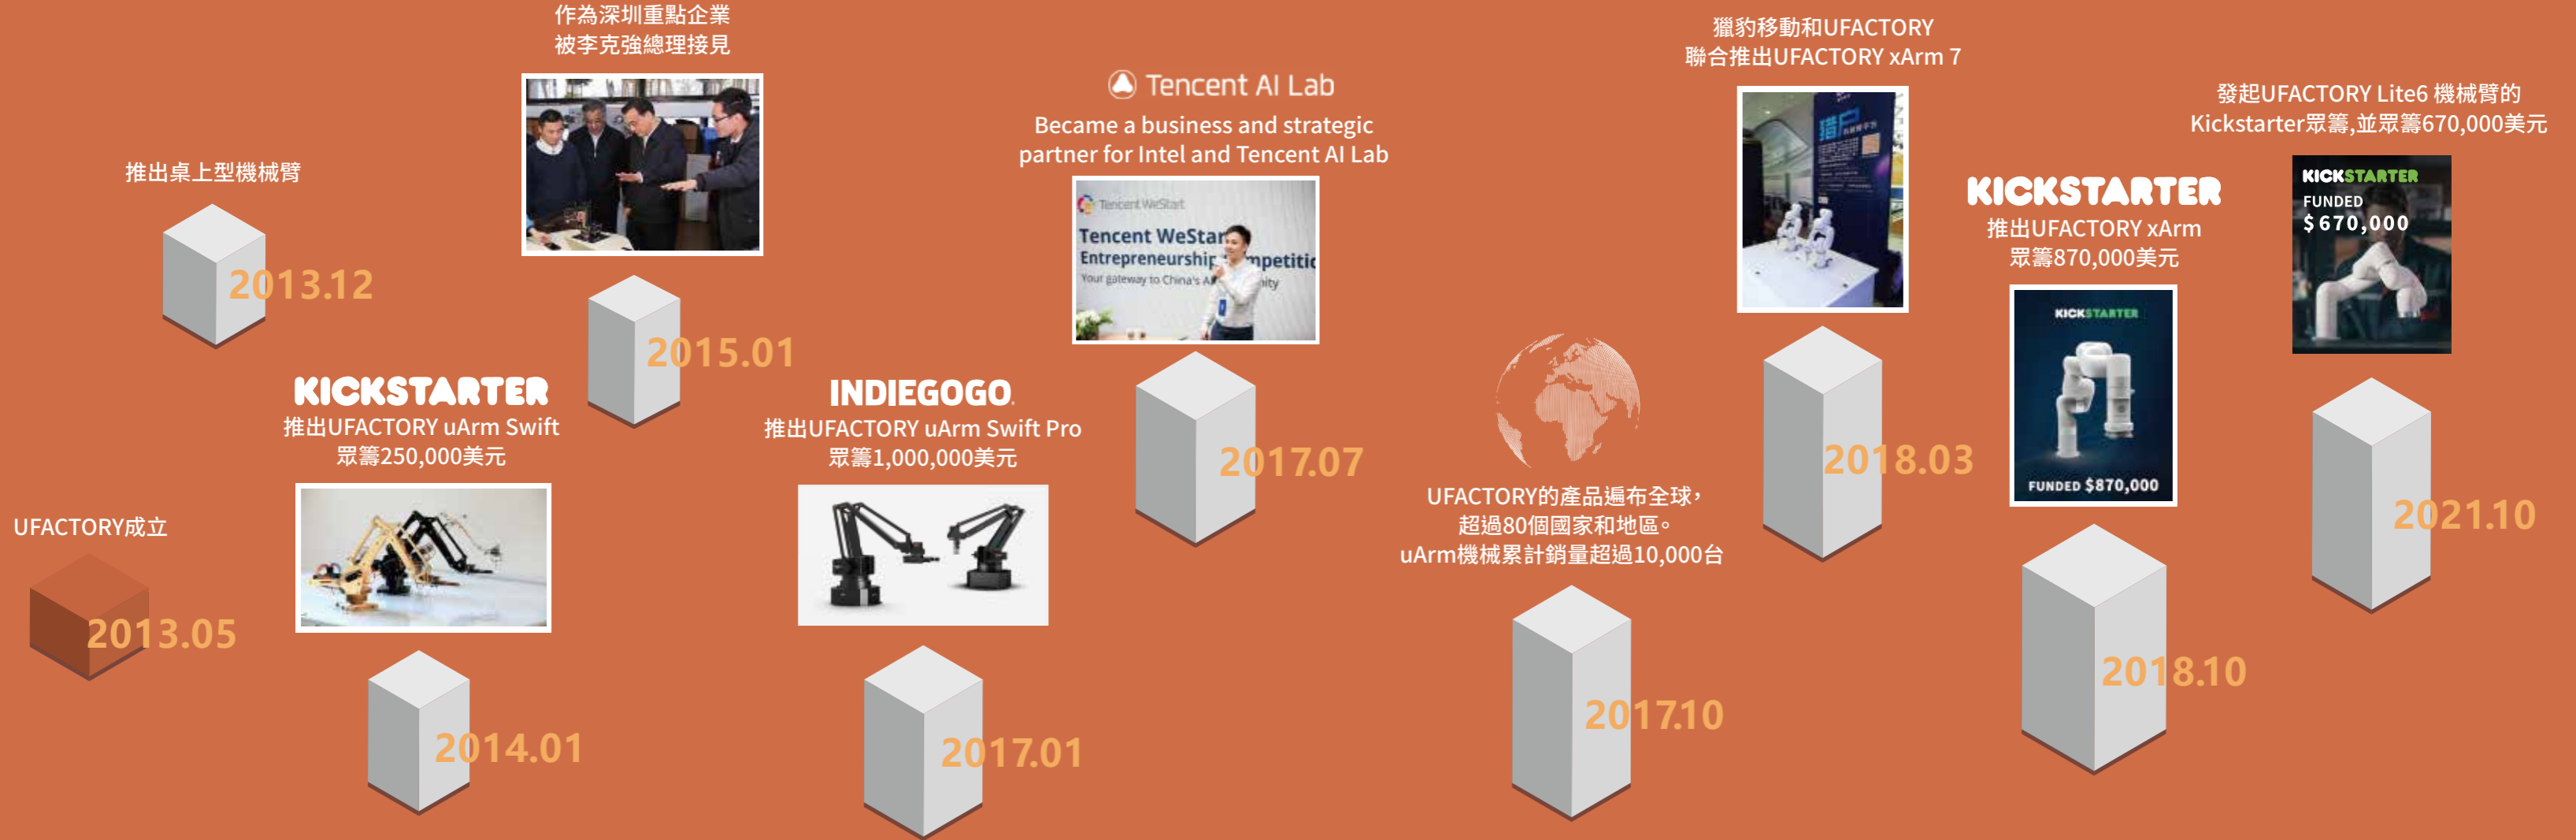 UFACTORY成立
2013.05
推出桌上型機械臂
2013.12
KICKSTARTER
推出UFACTORY uArm Swift
眾籌250,000美元
2014.01
作為深圳重點企業
被李克強總理接見
2015.01
INDIEGOGO.
推出UFACTORY uArm Swift Pro
眾籌1,000,000美元
2017.01
Tencent AI Lab
Became a business and strategic
partner for Intel and Tencent AI Lab
Tencent WeStart
Tencent WeStar
Entrepreneurship mpetitic
Your gateway to China's A ity
2017.07
UFACTORY的產品遍布全球，
超過80個國家和地區。
uArm機械累計銷量超過10,000台
2017.10
獵豹移動和UFACTORY
聯合推出UFACTORY xArm 7
2018.03
KICKSTARTER
推出UFACTORY xArm
眾籌870,000美元
KICKSTARTER
FUNDED $870,000
2018.10
發起UFACTORY Lite6 機械臂的
Kickstarter眾籌,並眾籌670,000美元
KICKSTARTER
FUNDED
$670,000
2021.10